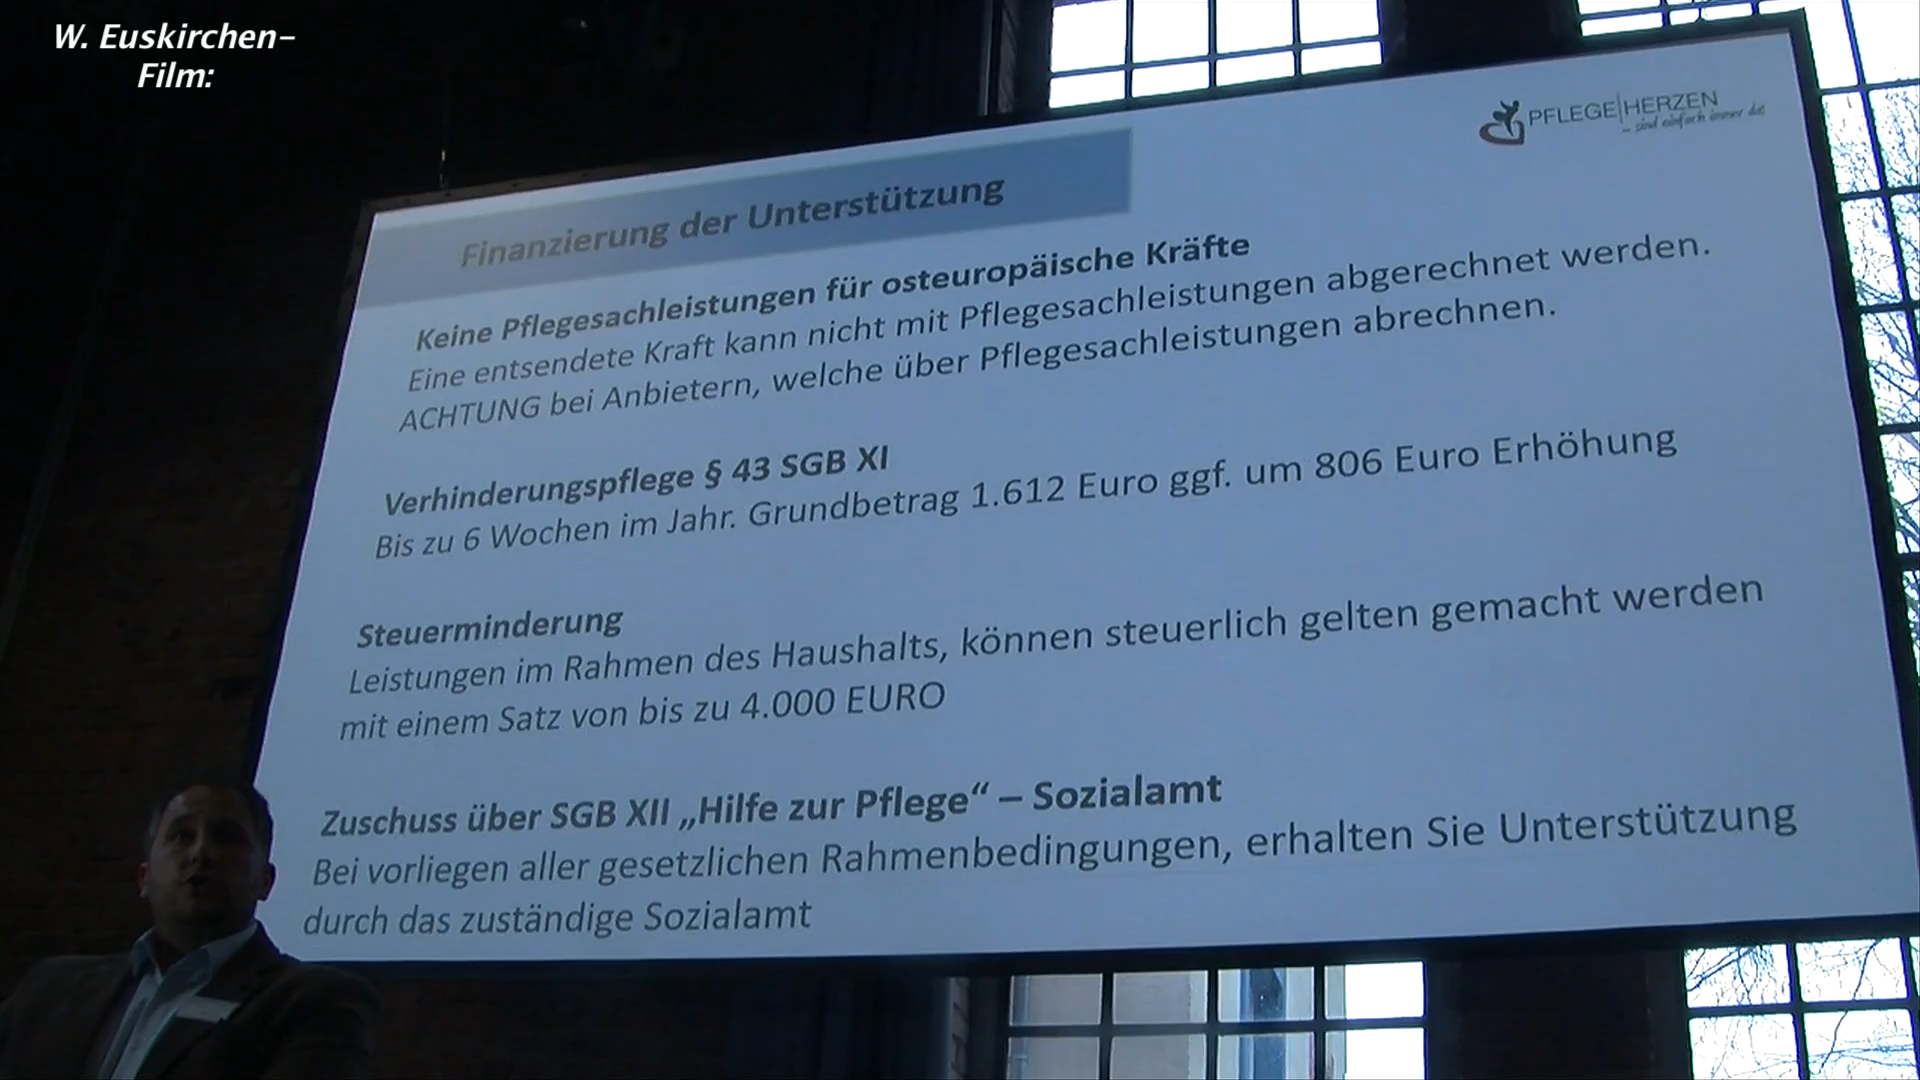 W. Euskirchen-
Film:
PFLEGE|HERZEN
... sind einfach immer da!
Finanzierung der Unterstützung
Keine Pflegesachleistungen für osteuropäische Kräfte
Eine entsendete Kraft kann nicht mit Pflegesachleistungen abgerechnet werden.
ACHTUNG bei Anbietern, welche über Pflegesachleistungen abrechnen.
Verhinderungspflege § 43 SGB XI
Bis zu 6 Wochen im Jahr. Grundbetrag 1.612 Euro ggf. um 806 Euro Erhöhung
Steuerminderung
Leistungen im Rahmen des Haushalts, können steuerlich gelten gemacht werden
mit einem Satz von bis zu 4.000 EURO
Zuschuss über SGB XII „Hilfe zur Pflege“ – Sozialamt
Bei vorliegen aller gesetzlichen Rahmenbedingungen, erhalten Sie Unterstützung
durch das zuständige Sozialamt